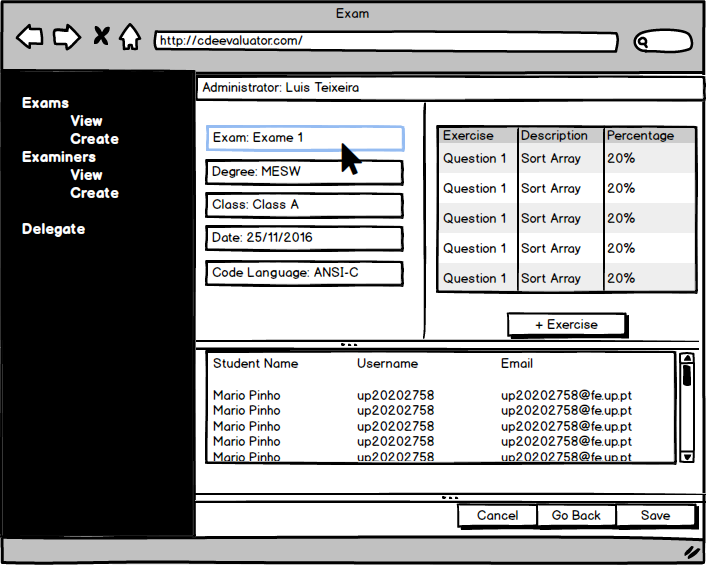 Exam
http://cdeevaluator.com/
Administrator: Luis Teixeira
Exams
View
Create
Examiners
View
Create
Delegate
Exam: Exame 1
Degree: MESW
Class: Class A
Date: 25/11/2016
Code Language: ANSI-C
Exercise Description Percentage
Question 1 Sort Array 20%
Question 1 Sort Array 20%
Question 1 Sort Array 20%
Question 1 Sort Array 20%
Question 1 Sort Array 20%
+ Exercise
Student Name Username Email
Mario Pinho up20202758 up20202758@fe.up.pt
Mario Pinho up20202758 up20202758@fe.up.pt
Mario Pinho up20202758 up20202758@fe.up.pt
Mario Pinho up20202758 up20202758@fe.up.pt
Mario Pinho up20202758 up20202758@fe.up.pt
Cancel Go Back Save